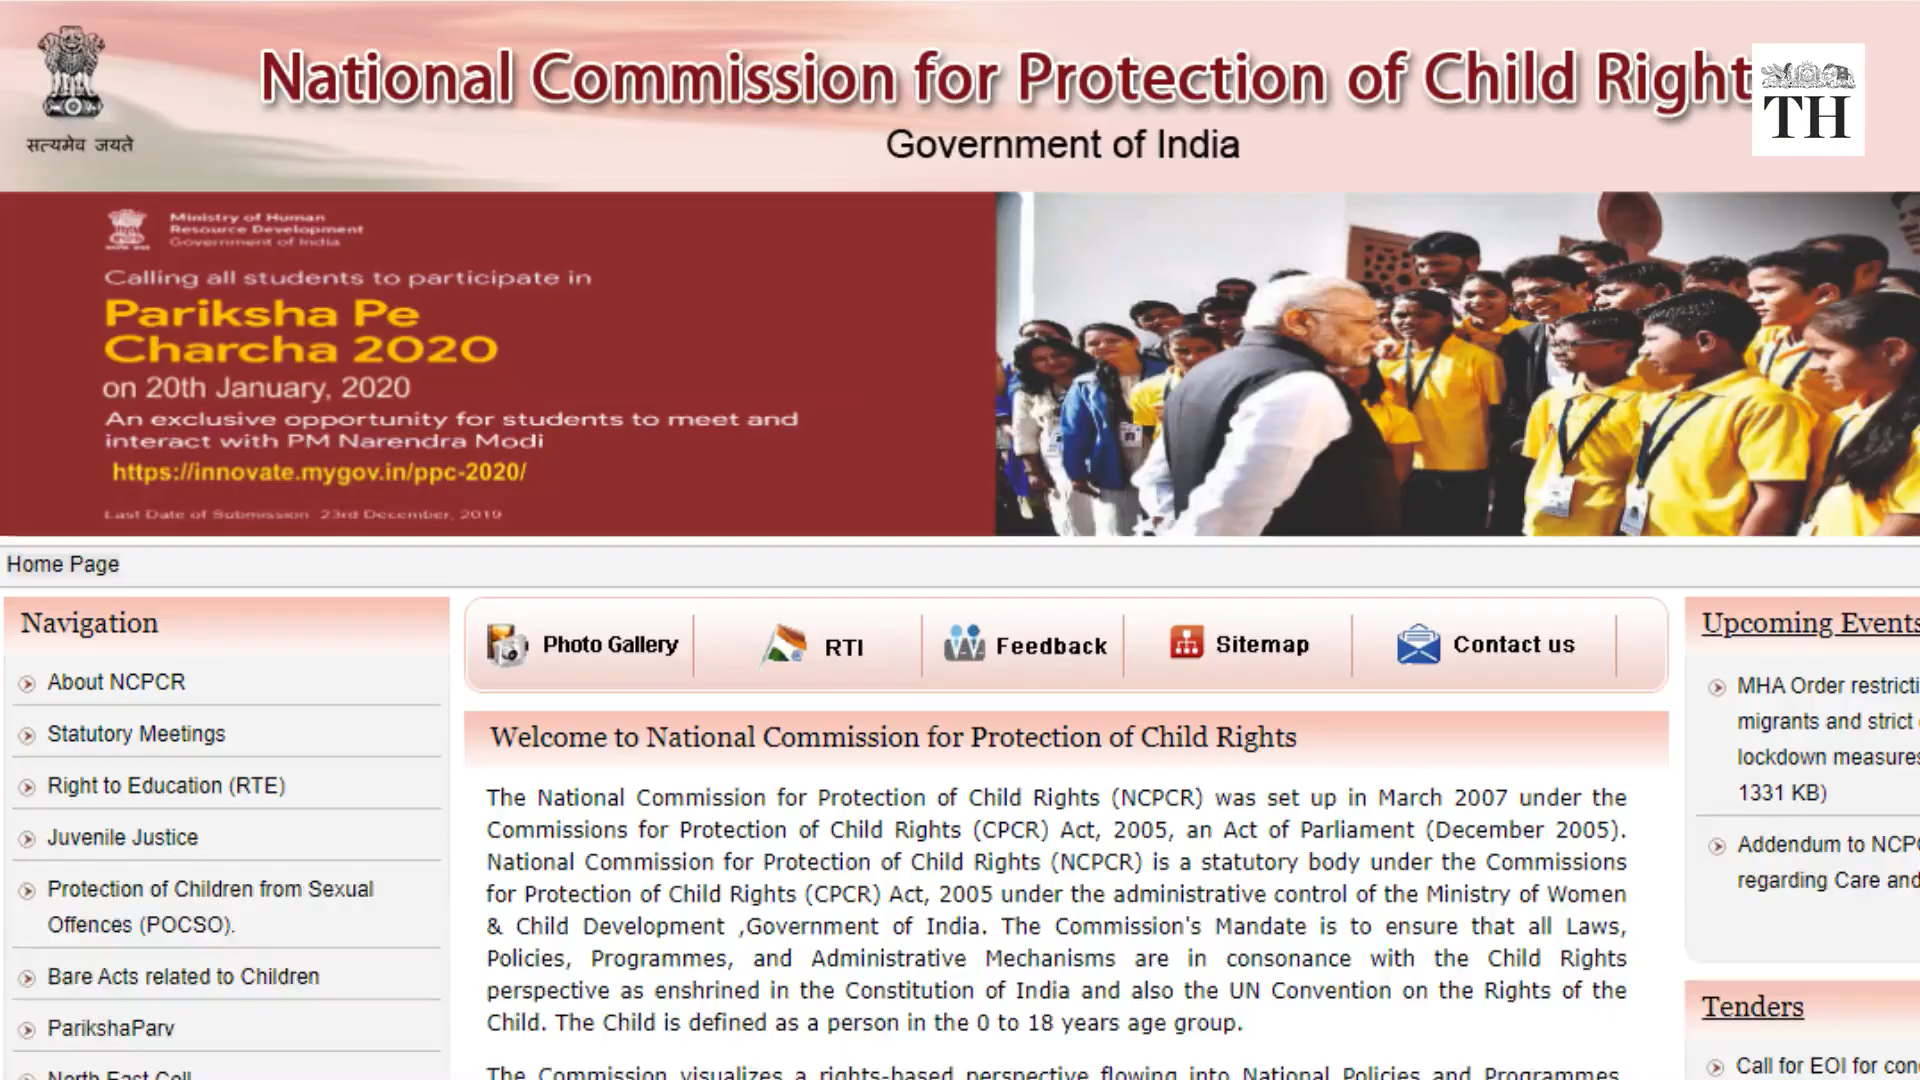 National Commission for Protection of Child Right
TH
Government of India
सत्यमेव जयते
Ministry of Human
Resource Development
Government of India
Calling all students to participate in
Pariksha Pe
Charcha 2020
on 20th January, 2020
An exclusive opportunity for students to meet and
interact with PM Narendra Modi
https://innovate.mygov.in/ppc-2020/
Last Date of Submission 23rd December, 2019
Home Page
Navigation
About NCPCR
Statutory Meetings
Right to Education (RTE)
Juvenile Justice
Protection of Children from Sexual
Offences (POCSO).
Bare Acts related to Children
ParikshaParv
North East Cell
Photo Gallery
RTI
Feedback
Sitemap
Contact us
Welcome to National Commission for Protection of Child Rights
The National Commission for Protection of Child Rights (NCPCR) was set up in March 2007 under the
Commissions for Protection of Child Rights (CPCR) Act, 2005, an Act of Parliament (December 2005).
National Commission for Protection of Child Rights (NCPCR) is a statutory body under the Commissions
for Protection of Child Rights (CPCR) Act, 2005 under the administrative control of the Ministry of Women
& Child Development ,Government of India. The Commission's Mandate is to ensure that all Laws,
Policies, Programmes, and Administrative Mechanisms are in consonance with the Child Rights
perspective as enshrined in the Constitution of India and also the UN Convention on the Rights of the
Child. The Child is defined as a person in the 0 to 18 years age group.
The Commission visualizes a rights-based perspective flowing into National Policies and Programmes,
Upcoming Events
MHA Order restricti
migrants and strict
lockdown measures
1331 KB)
Addendum to NCPC
regarding Care and
Tenders
Call for EOI for con